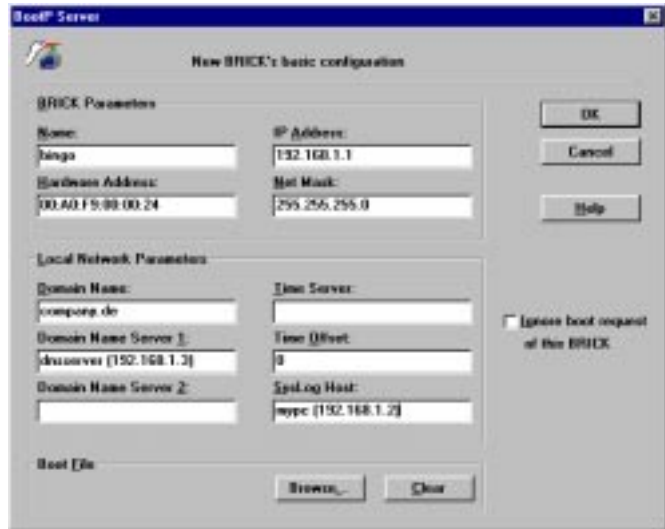 BootP Server
New BRICK's basic configuration
BRICK Parameters
Name:
bingo
IP Address:
192.168.1.1
Hardware Address:
00:A0:F9:00:00:24
Net Mask:
255.255.255.0
OK
Cancel
Help
Local Network Parameters
Domain Name:
company.de
Time Server:
Domain Name Server 1:
dnsserver (192.168.1.3)
Time Offset:
0
Domain Name Server 2:
SysLog Host:
mypc (192.168.1.2)
Ignore boot request
of this BRICK
Boot File
Browse...
Clear